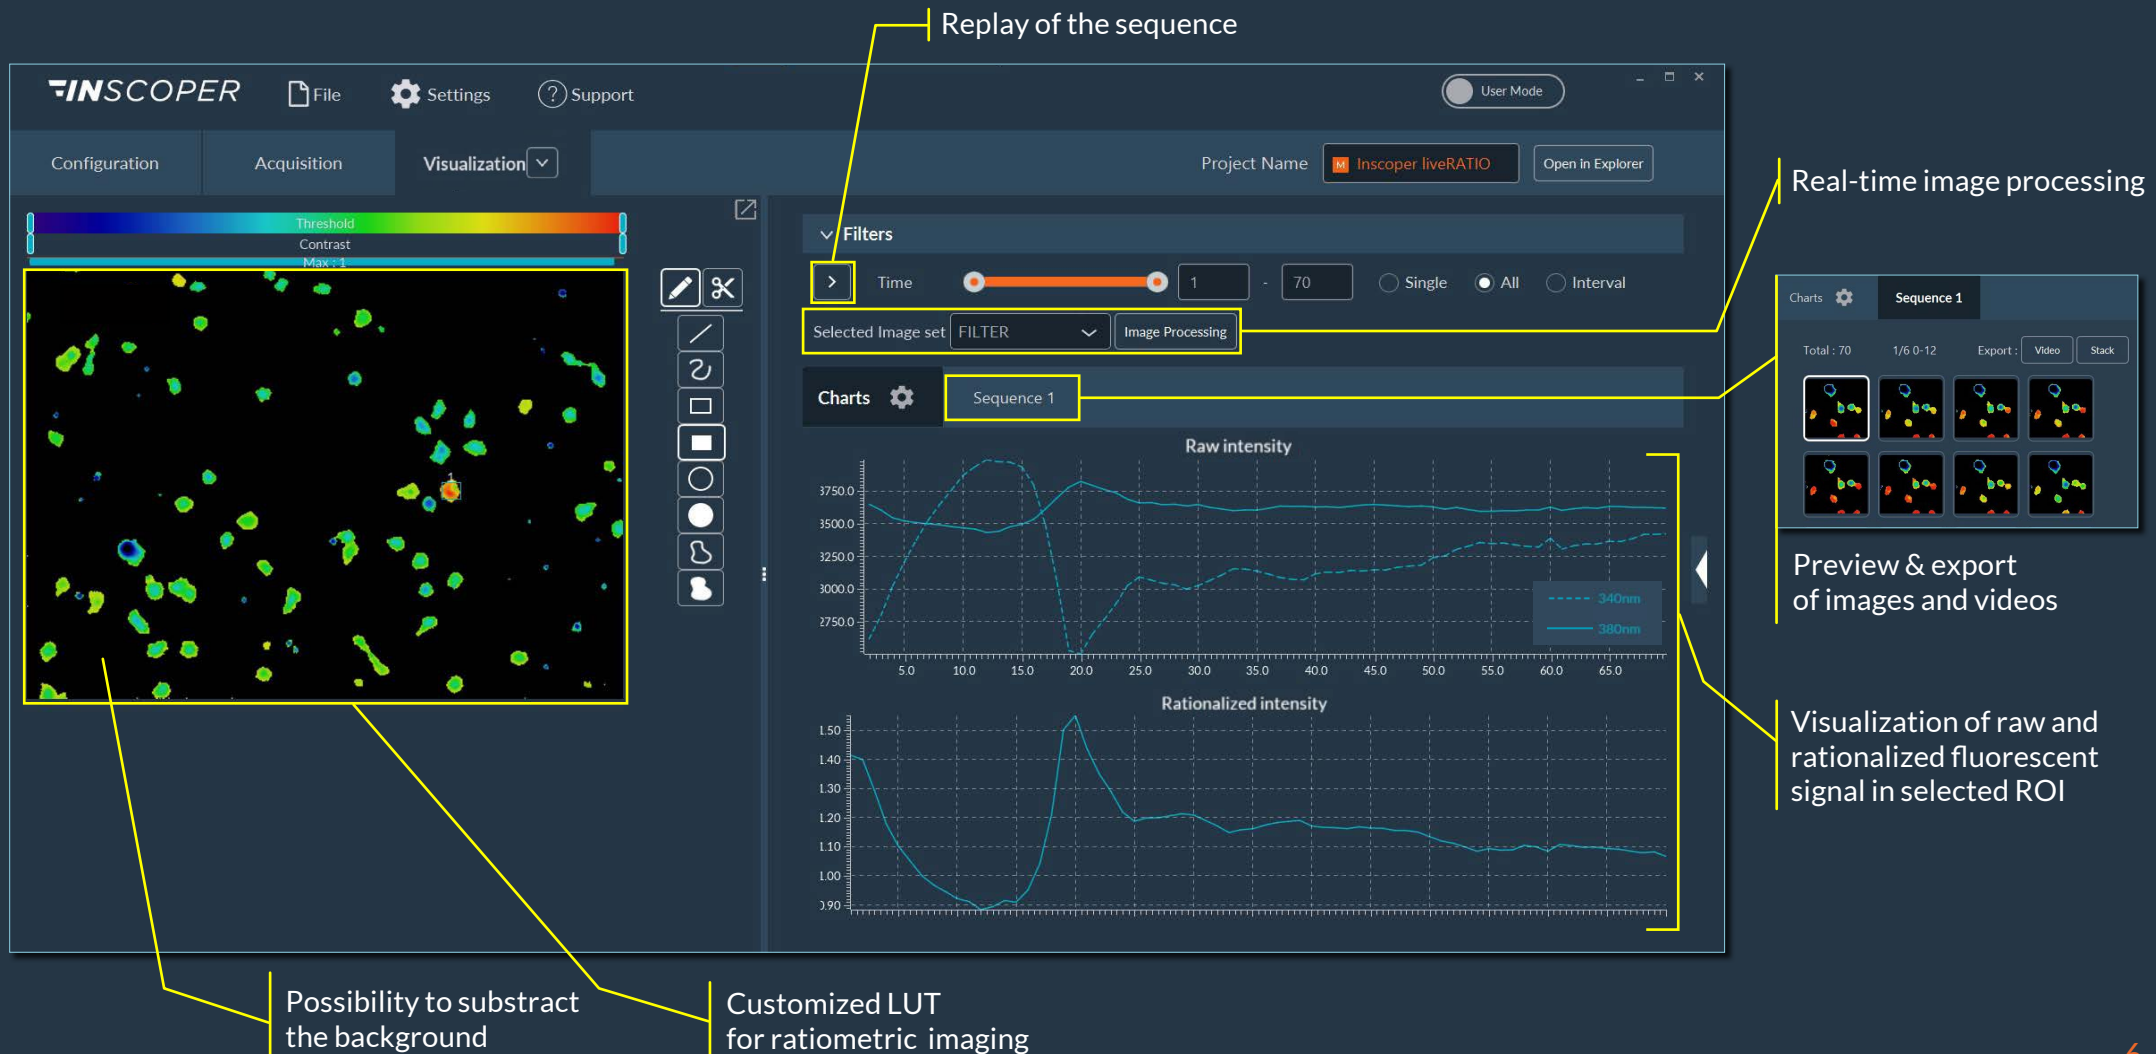 Replay of the sequence
INSCOPER
File
Settings
? Support
User Mode
Configuration
Acquisition
Visualization
Project Name
M Inscoper liveRATIO
Open in Explorer
Real-time image processing
Threshold
Contrast
Max : 1
Filters
Time
1 - 70
Single
All
Interval
Selected Image set
FILTER
Image Processing
Charts
Sequence 1
Raw intensity
3750.0
3500.0
3250.0
3000.0
2750.0
340nm
380nm
5.0 10.0 15.0 20.0 25.0 30.0 35.0 40.0 45.0 50.0 55.0 60.0 65.0
Rationalized intensity
1.50
1.40
1.30
1.20
1.10
1.00
0.90
Charts
Sequence 1
Total : 70
1/6 0-12
Export :
Video
Stack
Preview & export
of images and videos
Visualization of raw and
rationalized fluorescent
signal in selected ROI
Possibility to substract
the background
Customized LUT
for ratiometric imaging